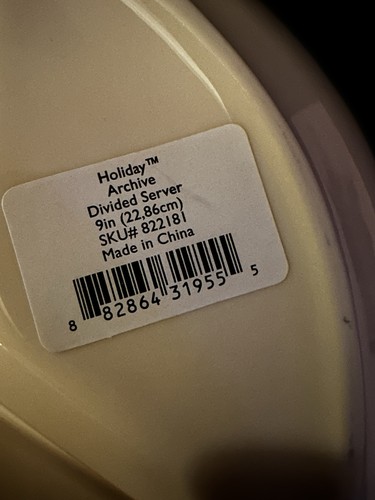 Holiday™
Archive
Divided Server
9in (22,86cm)
SKU# 822181
Made in China
8 82864 31955 5